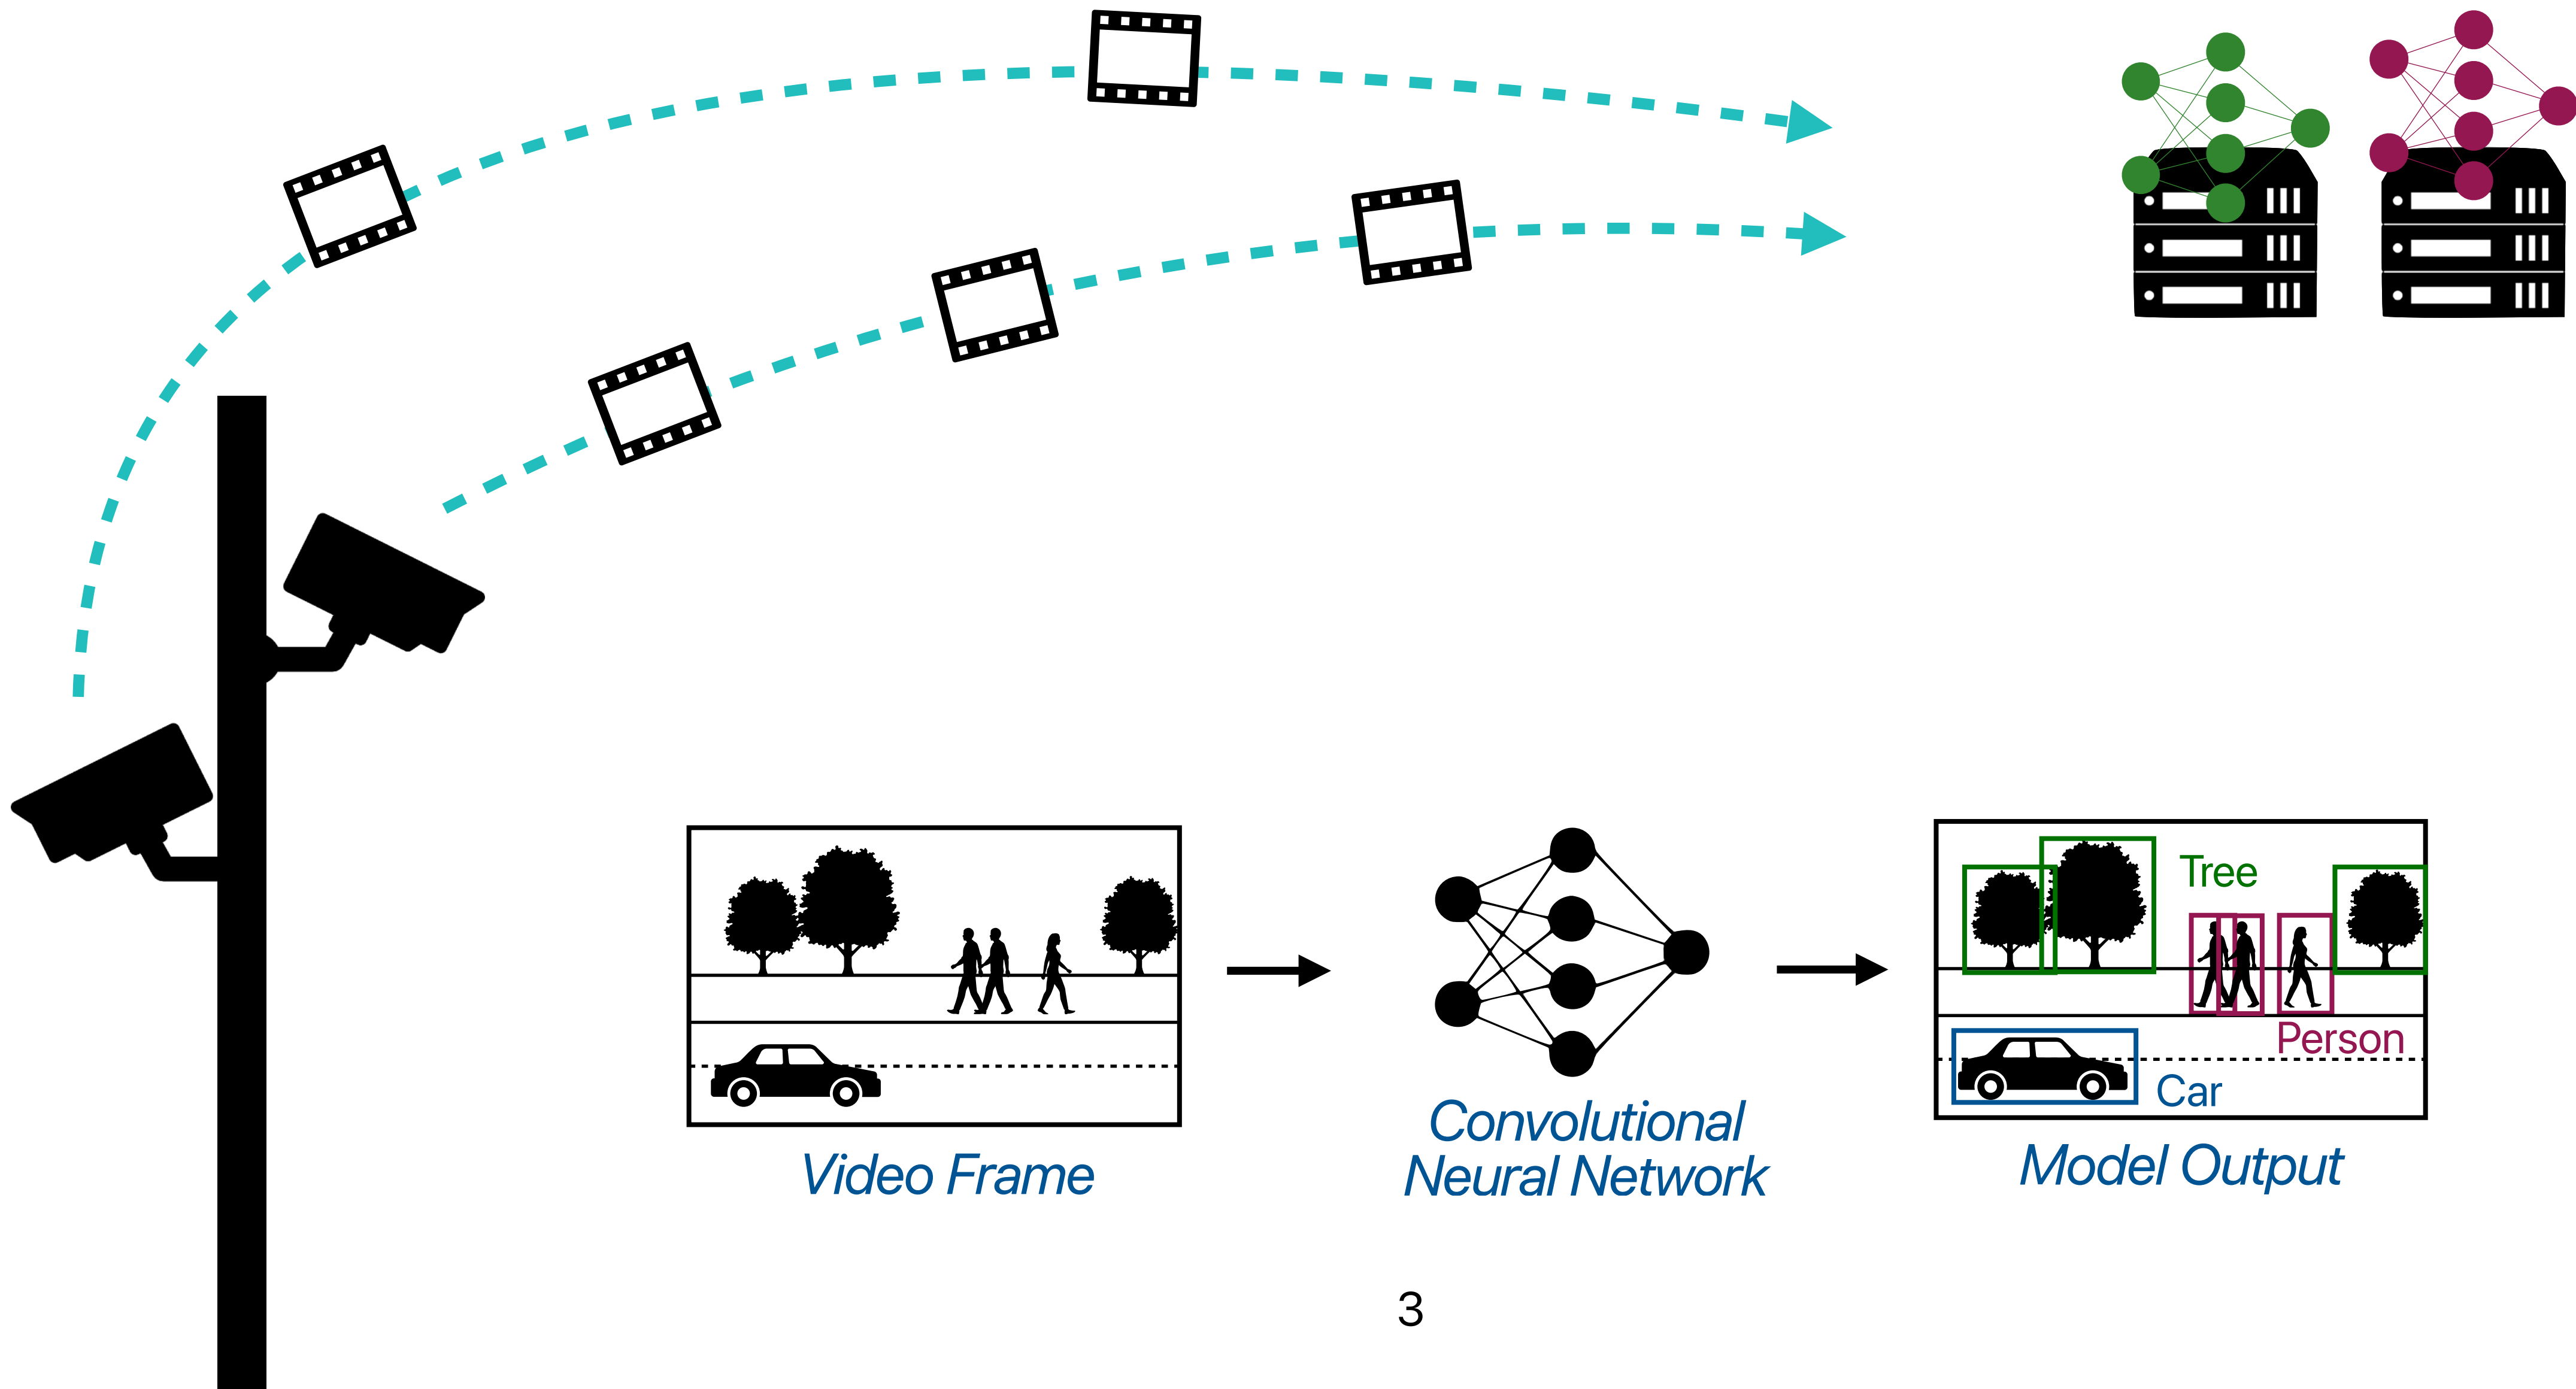 Tree
Person
Car
Video Frame
Convolutional
Neural Network
Model Output
3